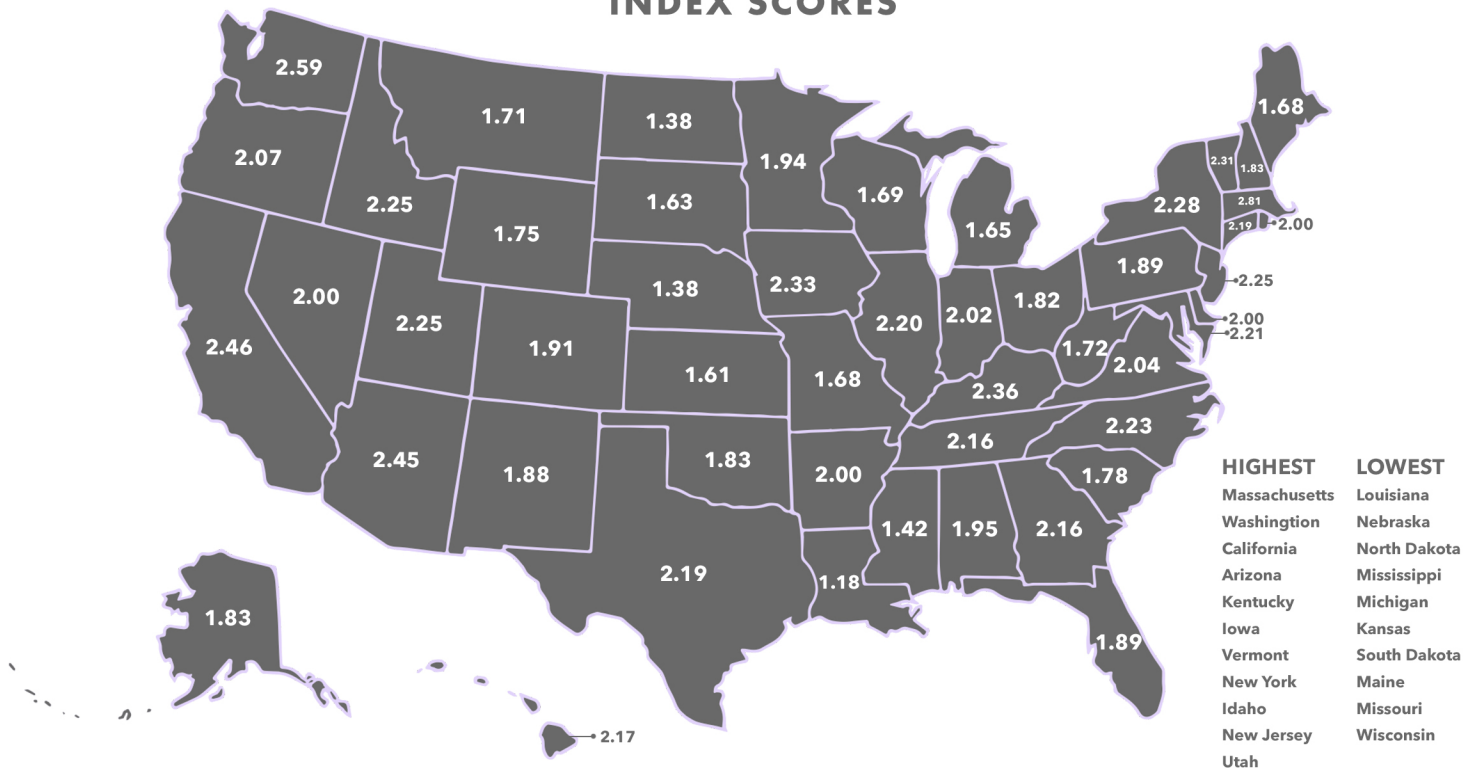 INDEX SCORES
2.59
1.71
1.38
1.94
1.68
2.07
2.25
1.75
1.63
1.69
1.65
2.28
2.31
1.83
2.81
2.19
2.00
2.46
2.00
2.25
1.91
1.38
2.33
2.20
2.02
1.82
1.89
2.25
2.00
2.21
1.61
1.68
2.36
1.72
2.04
2.45
1.88
1.83
2.00
2.16
2.23
1.78
2.19
1.18
1.42
1.95
2.16
1.89
1.83
2.17
HIGHEST
Massachusetts
Washington
California
Arizona
Kentucky
Iowa
Vermont
New York
Idaho
New Jersey
Utah
LOWEST
Louisiana
Nebraska
North Dakota
Mississippi
Michigan
Kansas
South Dakota
Maine
Missouri
Wisconsin